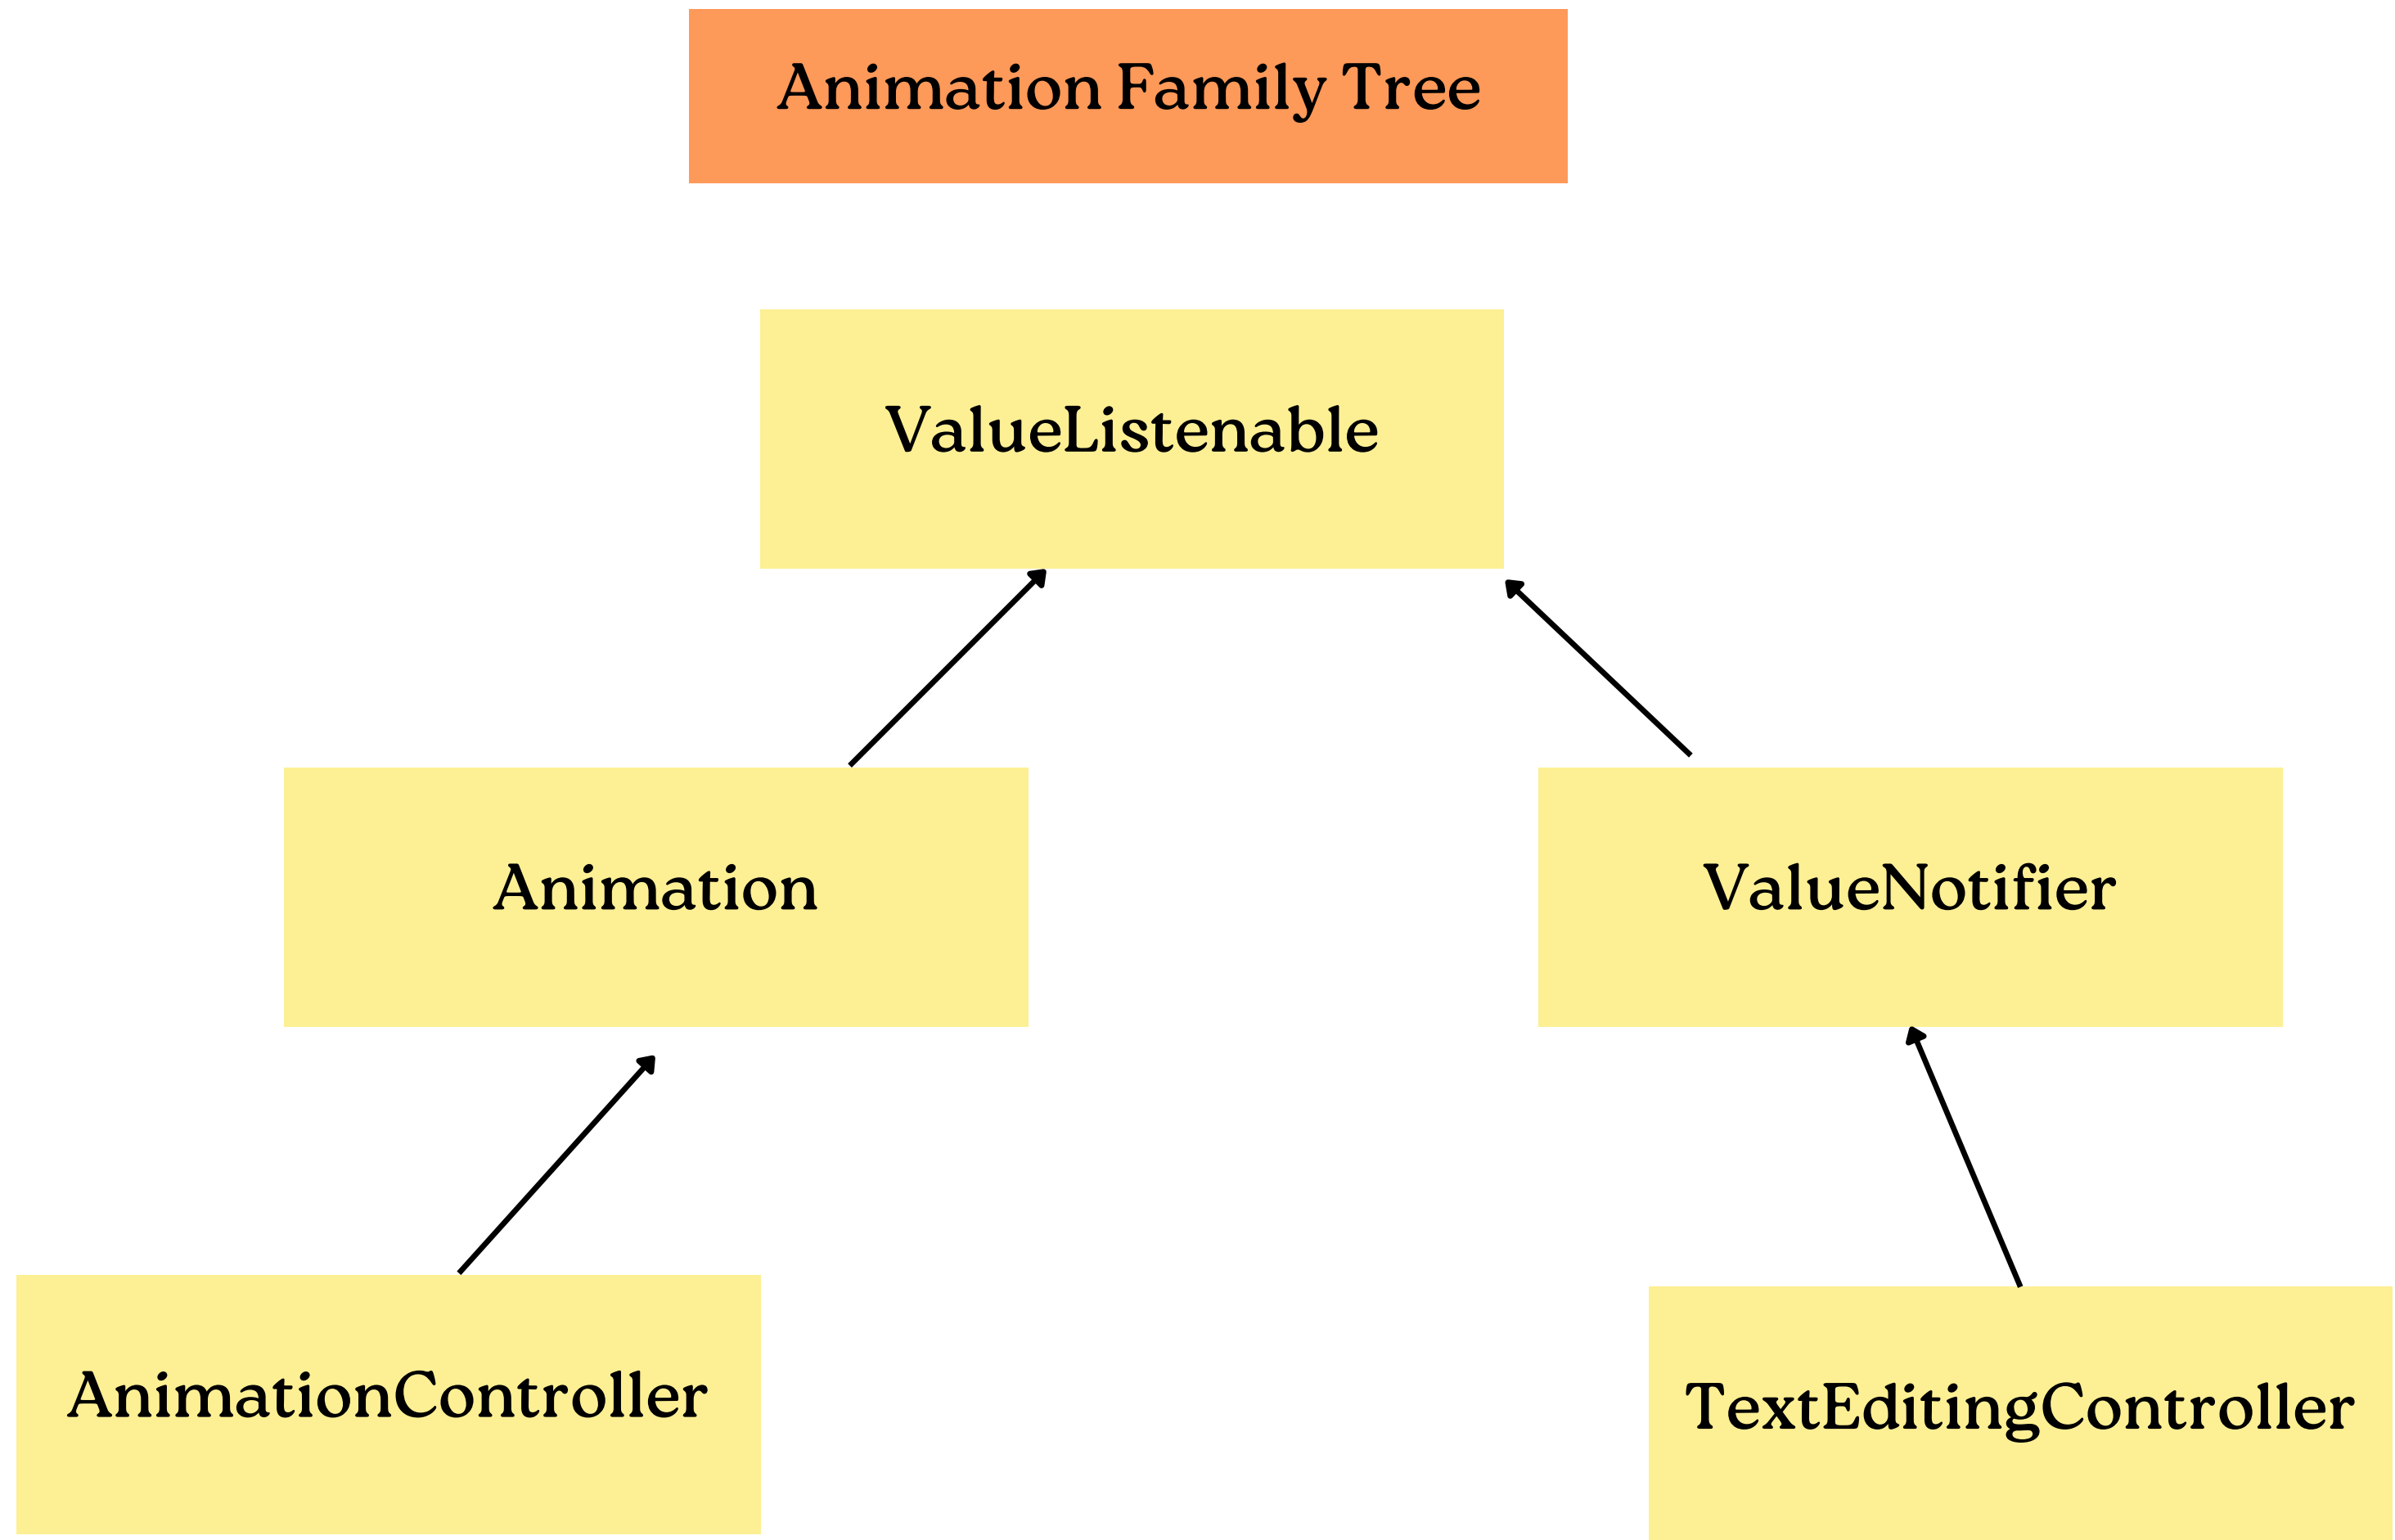 Animation Family Tree
ValueListenable
Animation
ValueNotifier
AnimationController
TextEditingController